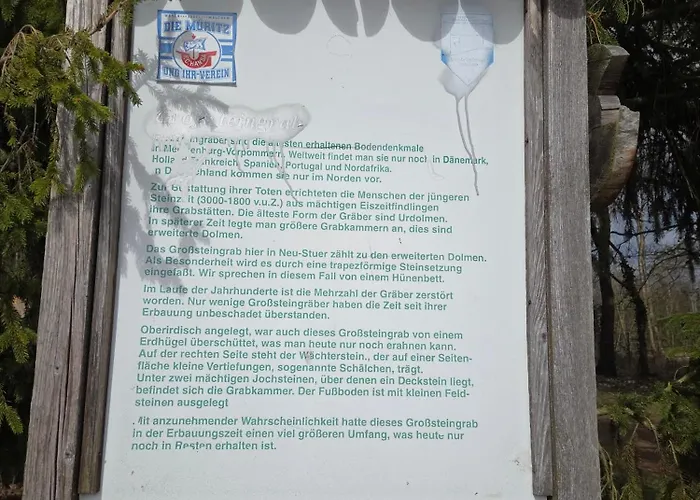 DIE MÜRITZ
HANSA
UND IHR-VEREIN
sind die ältesten erhaltenen Bodendenkmale
Weltweit findet man sie nur noch in Dänemark,
Spanien, Portugal und Nordafrika.
kommen sie nur im Norden vor.
Zur Bestattung ihrer Toten errichteten die Menschen der jüngeren
(3000-1800 v.u.Z.) aus mächtigen Eiszeitfindlingen
ihre Grabstätten. Die älteste Form der Gräber sind Urdolmen.
In späterer Zeit legte man größere Grabkammern an, dies sind
erweiterte Dolmen.
Das Großsteingrab hier in Neu-Stuer zählt zu den erweiterten Dolmen.
Als Besonderheit wird es durch eine trapezförmige Steinsetzung
eingefaßt. Wir sprechen in diesem Fall von einem Hünenbett.
Im Laufe der Jahrhunderte ist die Mehrzahl der Gräber zerstört
worden. Nur wenige Großsteingräber haben die Zeit seit ihrer
Erbauung unbeschadet überstanden.
Oberirdisch angelegt, war auch dieses Großsteingrab von einem
Erdhügel überschüttet, was man heute nur noch erahnen kann.
Auf der rechten Seite steht der Wächterstein., der auf einer Seiten-
fläche kleine Vertiefungen, sogenannte Schälchen, trägt.
Unter zwei mächtigen Jochsteinen, über denen ein Deckstein liegt,
befindet sich die Grabkammer. Der Fußboden ist mit kleinen Feld-
steinen ausgelegt
Mit anzunehmender Wahrscheinlichkeit hatte dieses Großsteingrab
in der Erbauungszeit einen viel größeren Umfang, was heute nur
noch in Resten erhalten ist.